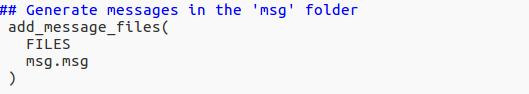 ## Generate messages in the 'msg' folder
add_message_files(
FILES
msg.msg
)